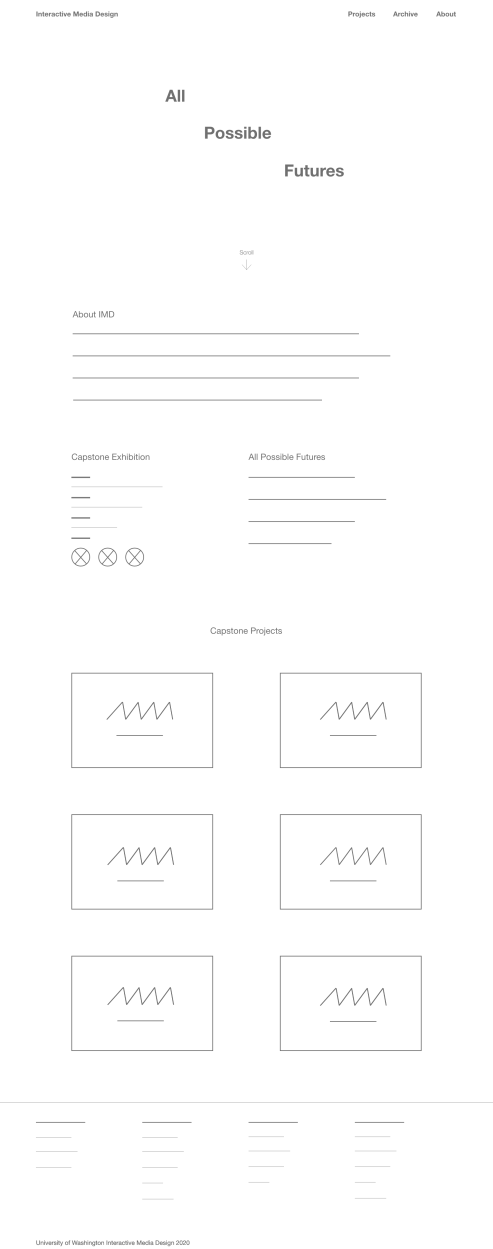 Interactive Media Design
Projects Archive About
All
Possible
Futures
Scroll
About IMD
Capstone Exhibition
All Possible Futures
Capstone Projects
University of Washington Interactive Media Design 2020